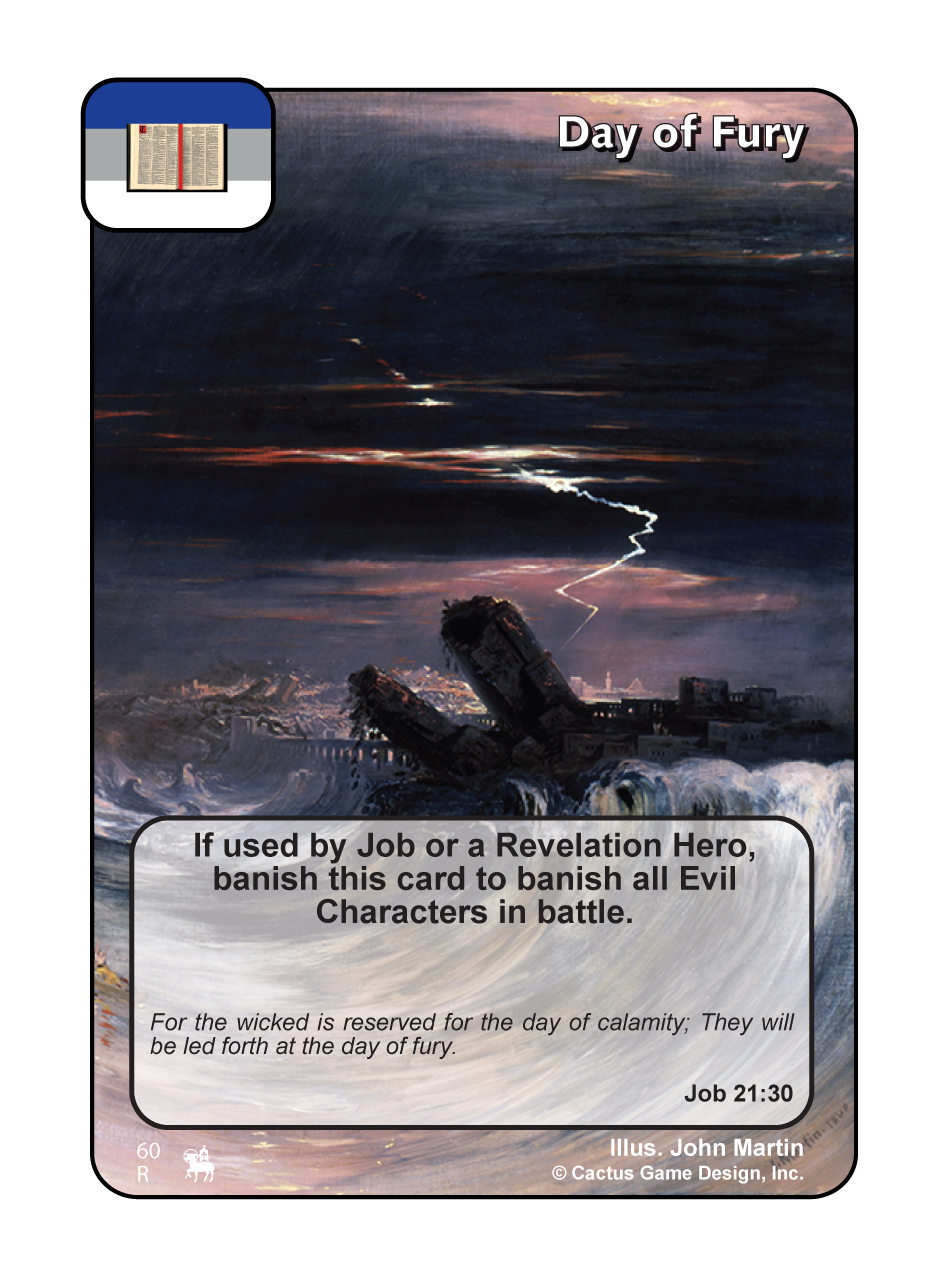 Day of Fury
If used by Job or a Revelation Hero,
banish this card to banish all Evil
Characters in battle.
For the wicked is reserved for the day of calamity; They will
be led forth at the day of fury.
Job 21:30
60
R
Illus. John Martin
© Cactus Game Design, Inc.